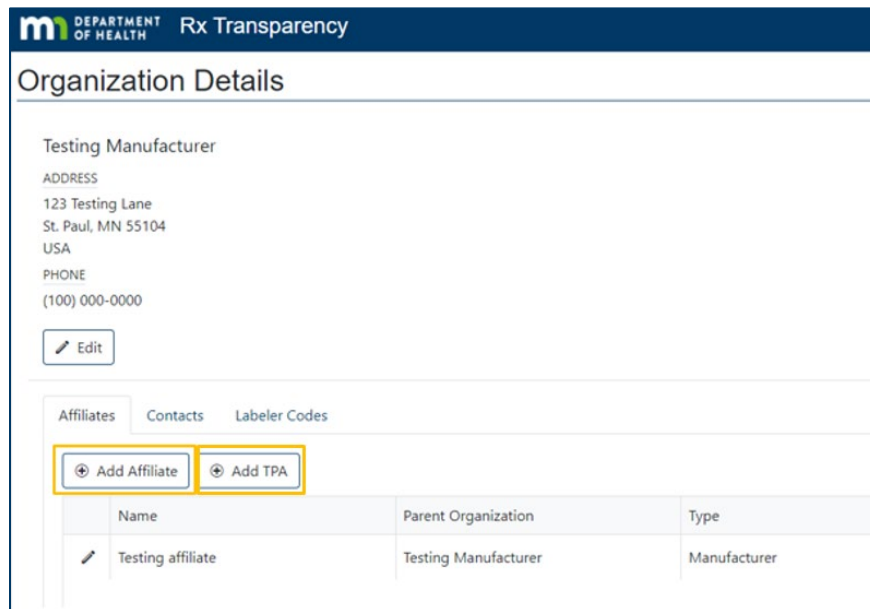 DEPARTMENT
OF HEALTH
Rx Transparency
Organization Details
Testing Manufacturer
ADDRESS
123 Testing Lane
St. Paul, MN 55104
USA
PHONE
(100) 000-0000
Edit
Affiliates Contacts Labeler Codes
Add Affiliate Add TPA
Name Parent Organization Type
Testing affiliate Testing Manufacturer Manufacturer